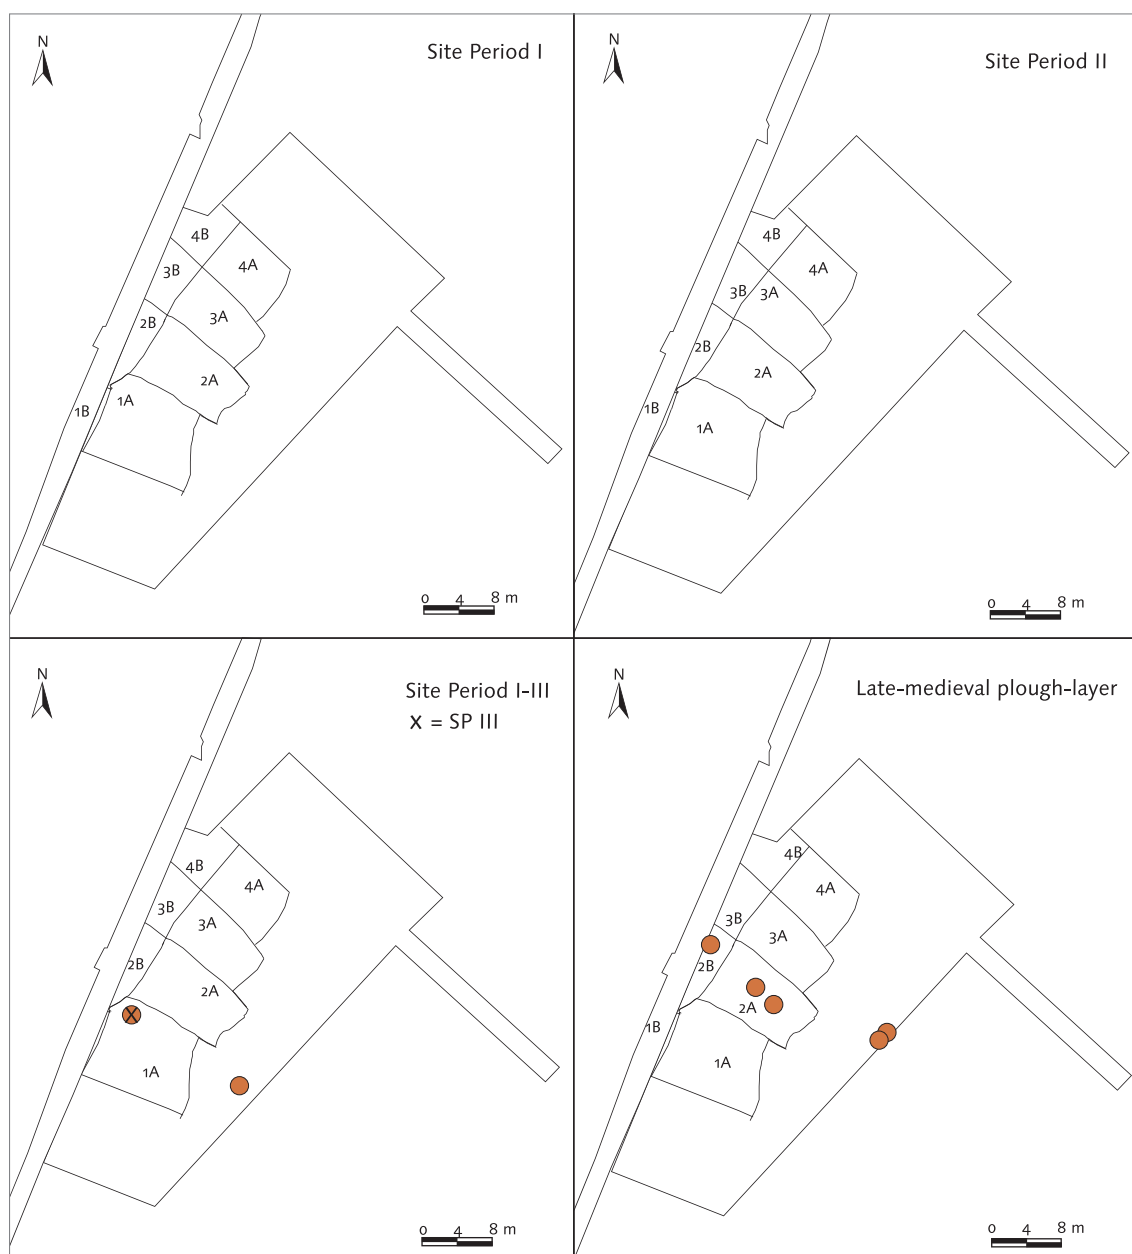 N
Site Period I
4B
4A
3B
3A
2B
2A
1A
1B
0 4 8 m
N
Site Period II
4B
4A
3B
3A
2B
2A
1B
1A
0 4 8 m
N
Site Period I-III
x = SP III
4B
4A
3B
3A
2B
2A
X
1A
0 4 8 m
N
Late-medieval plough-layer
4B
4A
3B
3A
2B
2A
1B
1A
0 4 8 m